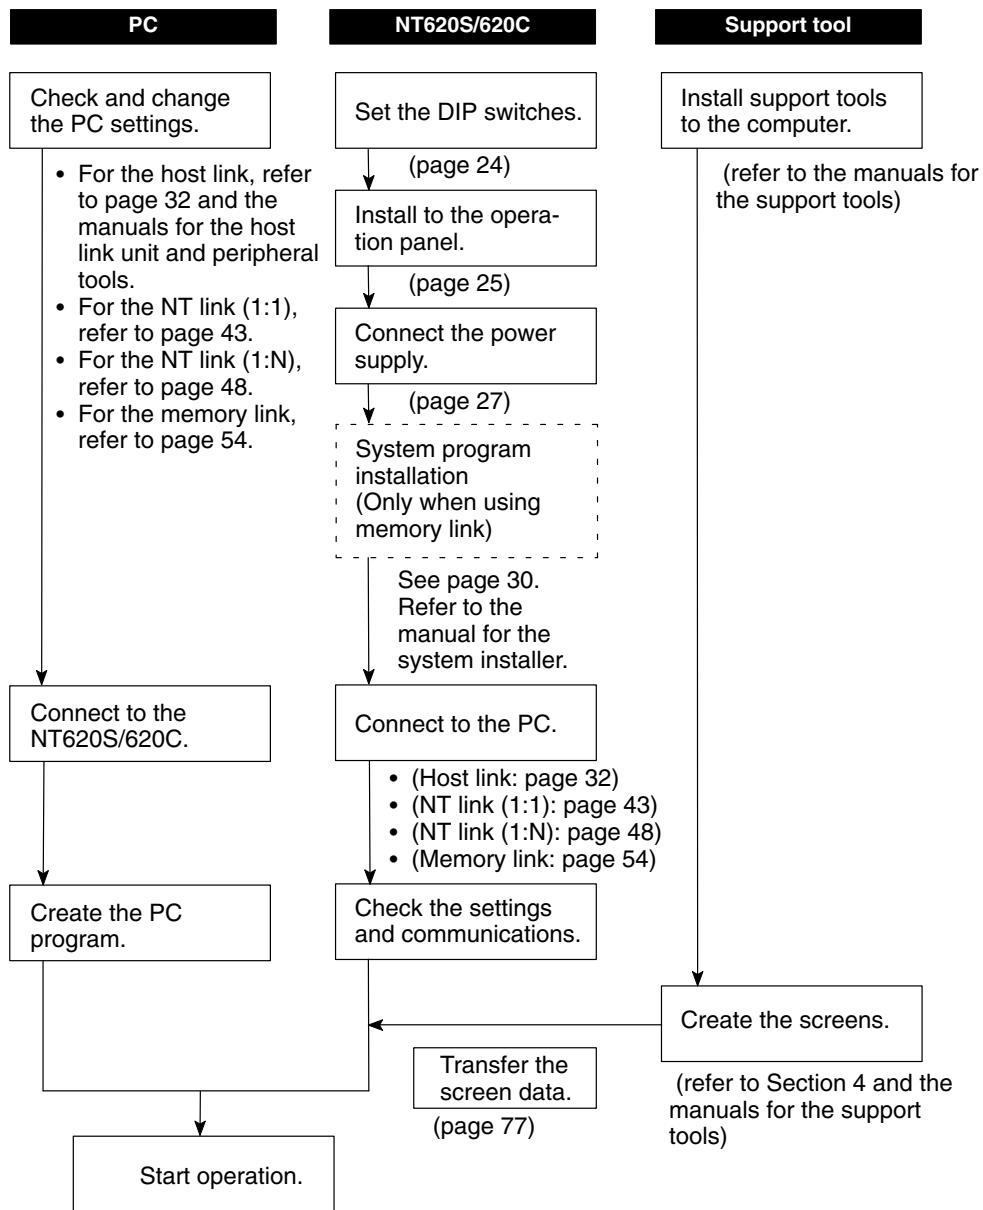 PC
Check and change
the PC settings.
• For the host link, refer
to page 32 and the
manuals for the host
link unit and peripheral
tools.
• For the NT link (1:1),
refer to page 43.
• For the NT link (1:N),
refer to page 48.
• For the memory link,
refer to page 54.
Connect to the
NT620S/620C.
Create the PC
program.
NT620S/620C
Set the DIP switches.
(page 24)
Install to the opera-
tion panel.
(page 25)
Connect the power
supply.
(page 27)
System program
installation
(Only when using
memory link)
See page 30.
Refer to the
manual for the
system installer.
Connect to the PC.
• (Host link: page 32)
• (NT link (1:1): page 43)
• (NT link (1:N): page 48)
• (Memory link: page 54)
Check the settings
and communications.
Support tool
Install support tools
to the computer.
(refer to the manuals for
the support tools)
Create the screens.
(refer to Section 4 and the
manuals for the support
tools)
Transfer the
screen data.
(page 77)
Start operation.